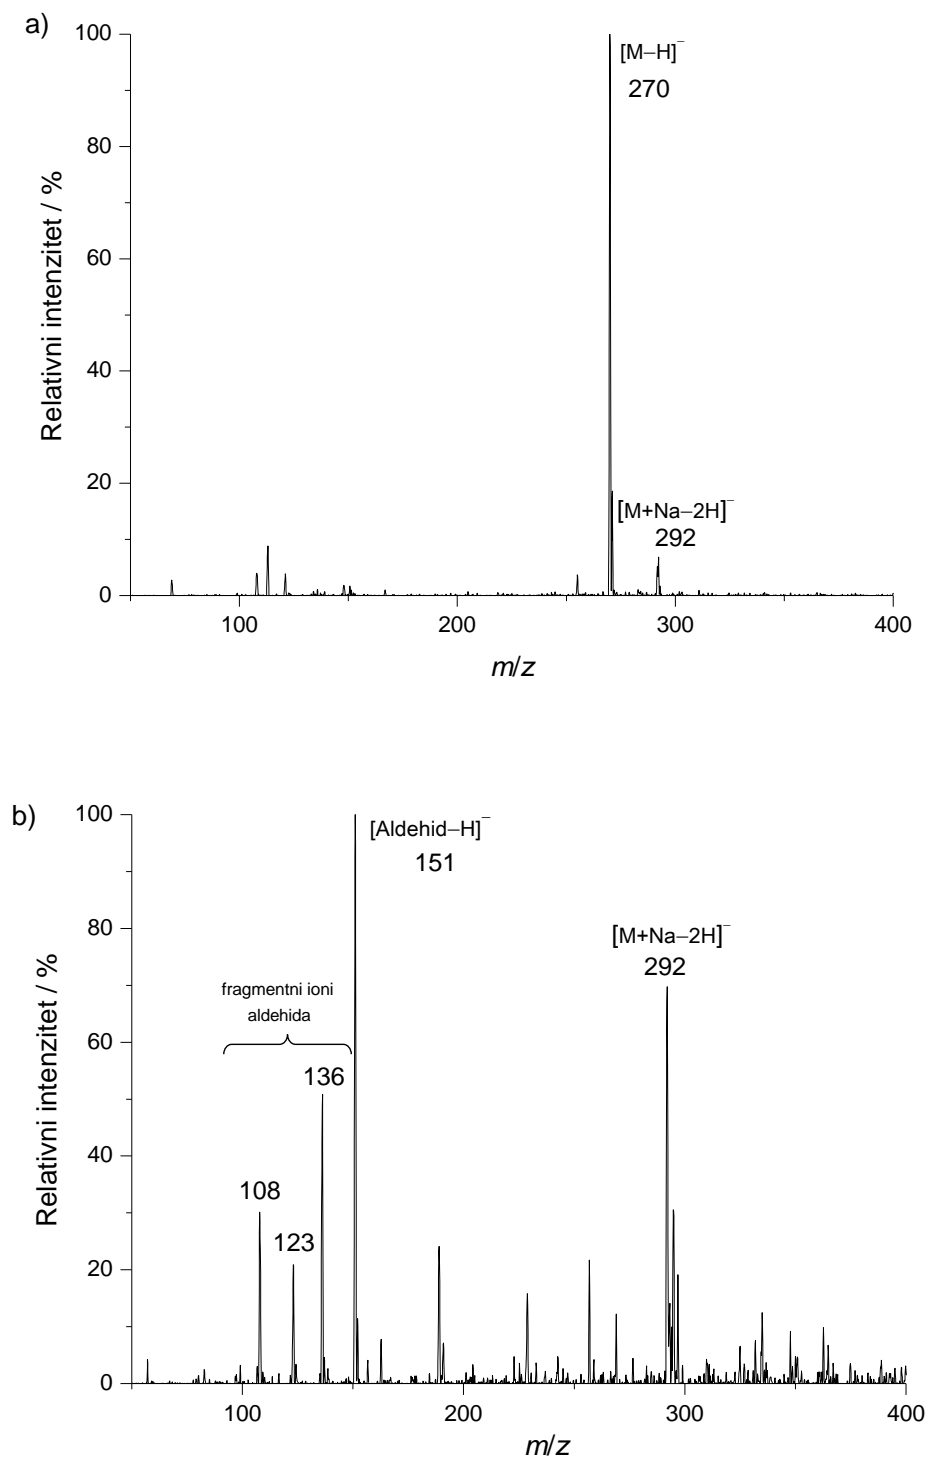 a)
100
80
60
40
20
0
Relativni intenzitet / %
[M−H]⁻
270
[M+Na−2H]⁻
292
100
200
300
400
m/z
b)
100
80
60
40
20
0
Relativni intenzitet / %
[Aldehid−H]⁻
151
[M+Na−2H]⁻
292
fragmentni ioni
aldehida
136
108
123
100
200
300
400
m/z